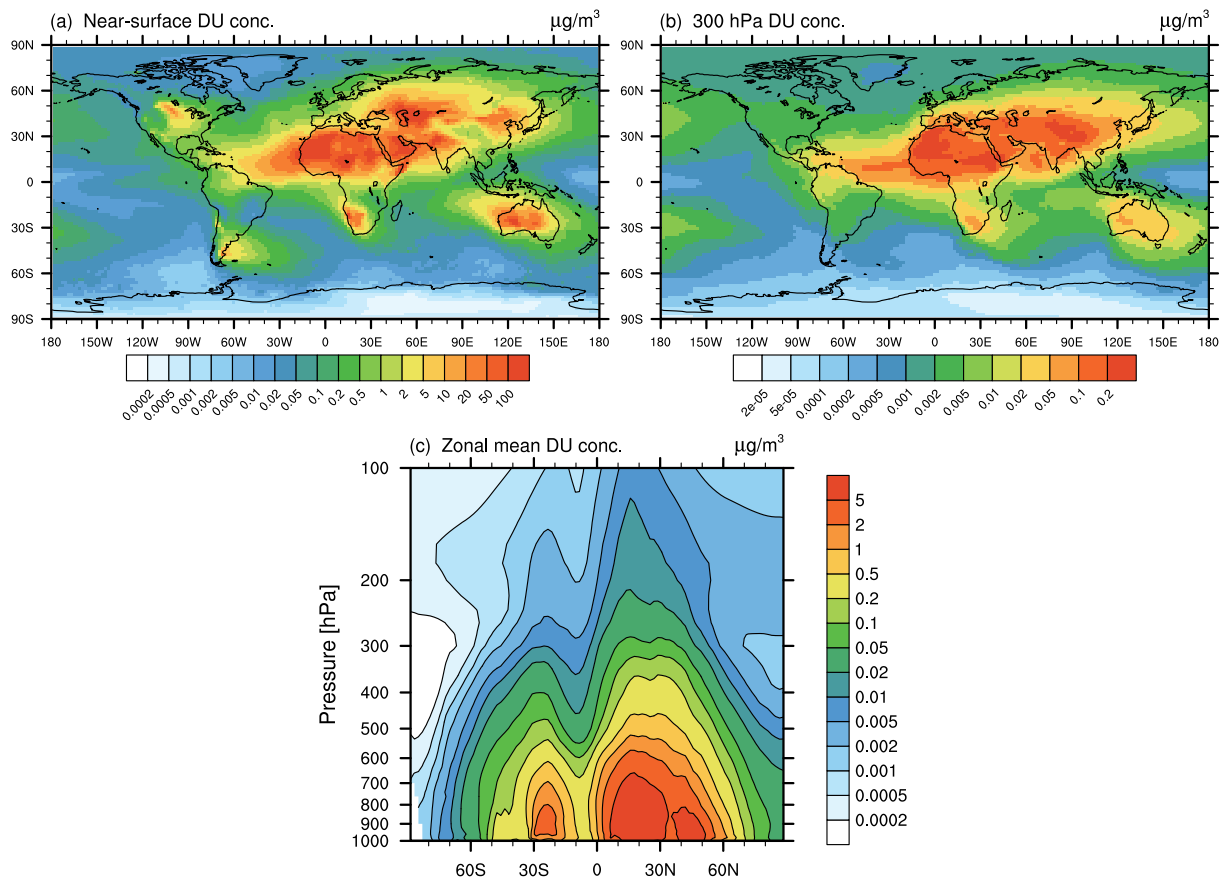 (a) Near-surface DU conc. μg/m³
90N
60N
30N
0
30S
60S
90S
180 150W 120W 90W 60W 30W 0 30E 60E 90E 120E 150E 180
0.0002 0.0005 0.001 0.002 0.005 0.01 0.02 0.05 0.1 0.2 0.5 1 2 5 10 20 50 100
(b) 300 hPa DU conc. μg/m³
90N
60N
30N
0
30S
60S
90S
180 150W 120W 90W 60W 30W 0 30E 60E 90E 120E 150E 180
2e-05 5e-05 0.0001 0.0002 0.0005 0.001 0.002 0.005 0.01 0.02 0.05 0.1 0.2
(c) Zonal mean DU conc. μg/m³
Pressure [hPa]
100
200
300
400
500
600
700
800
900
1000
60S 30S 0 30N 60N
5
2
1
0.5
0.2
0.1
0.05
0.02
0.01
0.005
0.002
0.001
0.0005
0.0002